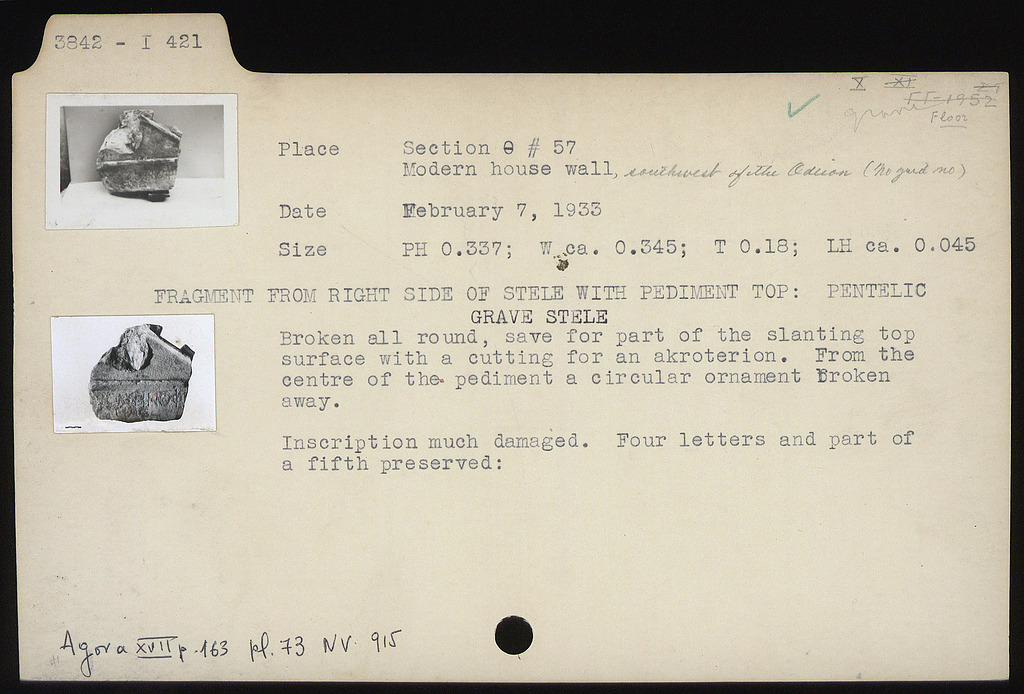 3842 - I 421
X XI XI
II-1952
grave Floor
Place Section Θ # 57
Modern house wall, southwest of the Odeion (No grid no)
Date February 7, 1933
Size PH 0.337; W ca. 0.345; T 0.18; LH ca. 0.045
FRAGMENT FROM RIGHT SIDE OF STELE WITH PEDIMENT TOP: PENTELIC
GRAVE STELE
Broken all round, save for part of the slanting top
surface with a cutting for an akroterion. From the
centre of the pediment a circular ornament broken
away.
Inscription much damaged. Four letters and part of
a fifth preserved:
Agora XVII p. 163 pl. 73 NV. 915